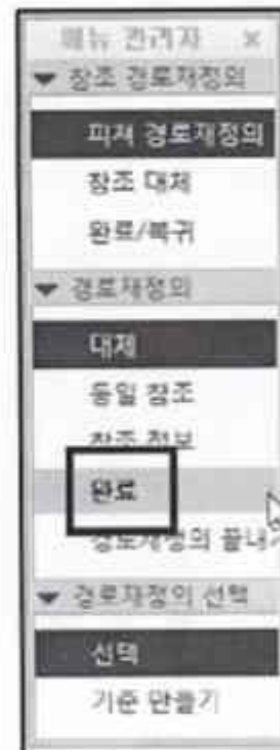 메뉴 관리자 ×
참조 경로재정의
피쳐 경로재정의
참조 대체
완료/복귀
경로재정의
대체
동일 참조
참조 정보
완료
경로재정의 끝내기
경로재정의 선택
선택
기준 만들기